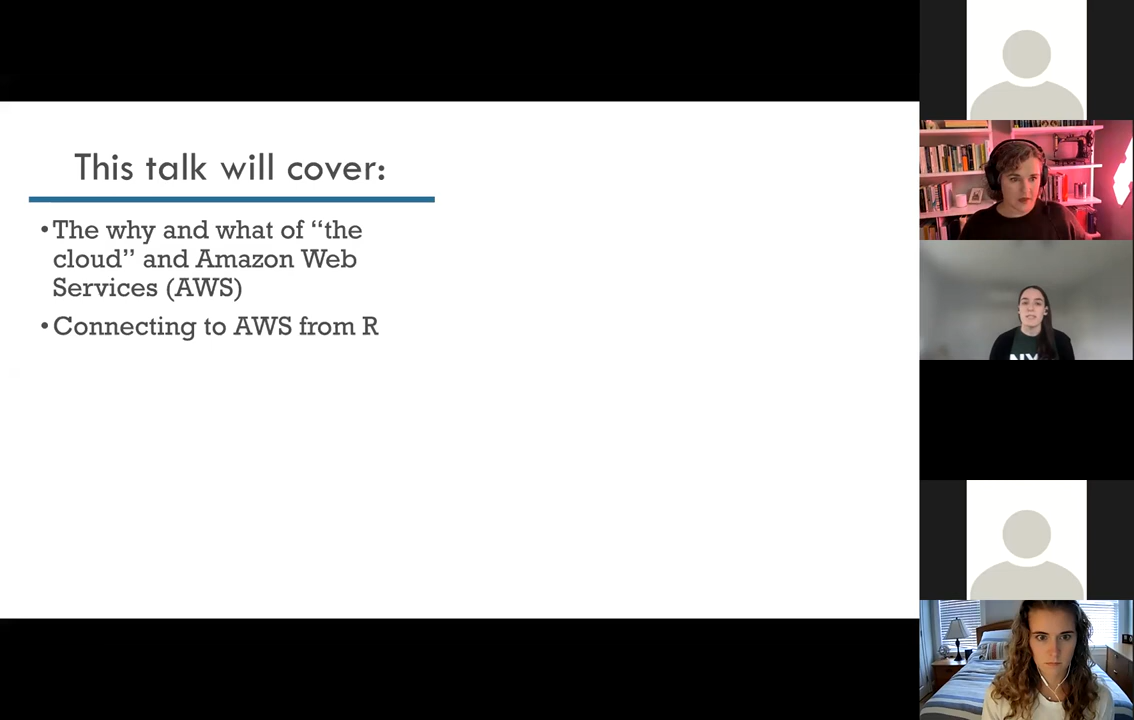 This talk will cover:
•The why and what of “the
cloud” and Amazon Web
Services (AWS)
•Connecting to AWS from R